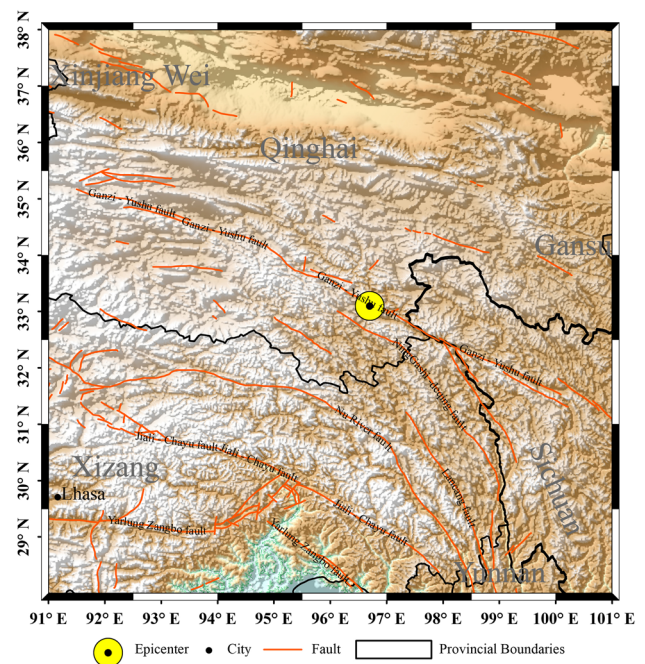 38° N
37° N
36° N
35° N
34° N
33° N
32° N
31° N
30° N
29° N
Xinjiang Wei
Qinghai
Gansu
Ganzi - Yushu fault
Ganzi - Yushu fault
Ganzi - Yushu fault
Ganzi - Yushu fault
Nu River fault
Jiali - Chayu fault
Jiali - Chayu fault
Jiali - Chayu fault
Xizang
Lhasa
Sichuan
Lancang fault
Yarlung Zangbo fault
Yarlung Zangbo fault
Yunnan
91° E
92° E
93° E
94° E
95° E
96° E
97° E
98° E
99° E
100° E
101° E
Epicenter
City
Fault
Provincial Boundaries